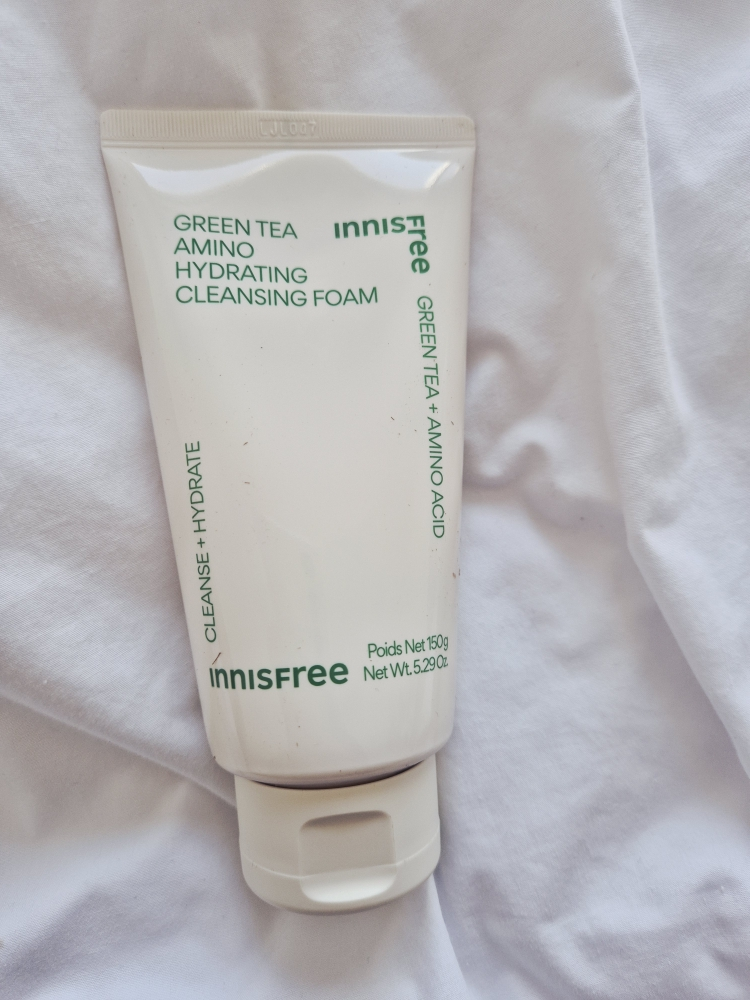 LJL007
GREEN TEA
AMINO
HYDRATING
CLEANSING FOAM
innisFree
GREEN TEA + AMINO ACID
CLEANSE + HYDRATE
innisFree
Poids Net 150g
Net Wt. 5.29 Oz.